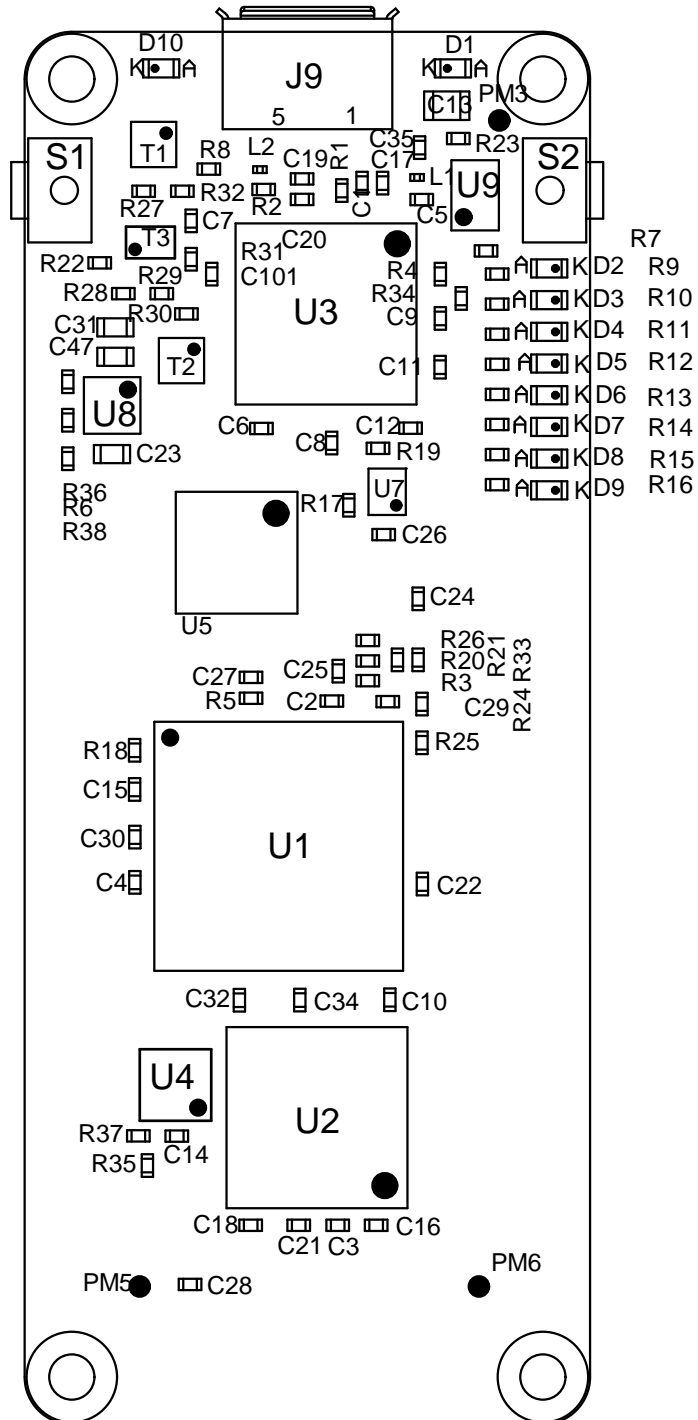 D10
D1
K A
K A
J9
5 1
C13
PM3
S1
T1
R8
L2
C19
R1
C17
C35
R23
S2
U9
L1
R27
R32
R2
C1
C5
C7
T3
R22
R29
R31
C20
C101
R4
R34
U3
C9
R28
R30
C31
C47
T2
C11
R7
A K D2 R9
A K D3 R10
A K D4 R11
A K D5 R12
A K D6 R13
A K D7 R14
A K D8 R15
A K D9 R16
U8
C6
C8
C12
R19
C23
U7
R17
R36
R6
R38
C26
U5
C24
R26
R20
R3
R21
R33
C27
R5
C25
C2
C29
R24
R25
R18
C15
C30
C4
U1
C22
C32
C34
C10
U4
U2
R37
C14
R35
C18
C21
C3
C16
PM5
C28
PM6